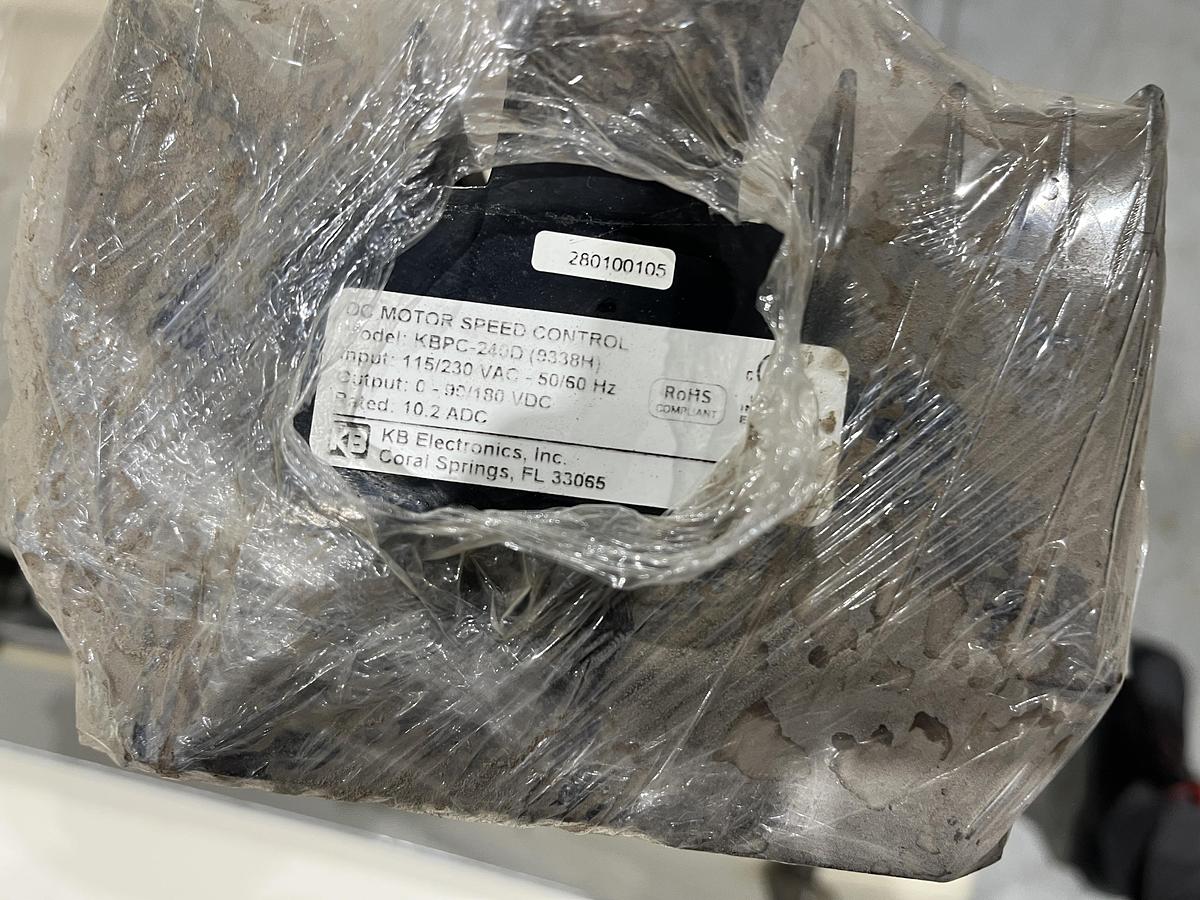 280100105
DC MOTOR SPEED CONTROL
Model: KBPC-240D (9338H)
Input: 115/230 VAC - 50/60 Hz
Output: 0 - 90/180 VDC
Rated: 10.2 ADC
RoHS
COMPLIANT
KB
KB Electronics, Inc.
Coral Springs, FL 33065